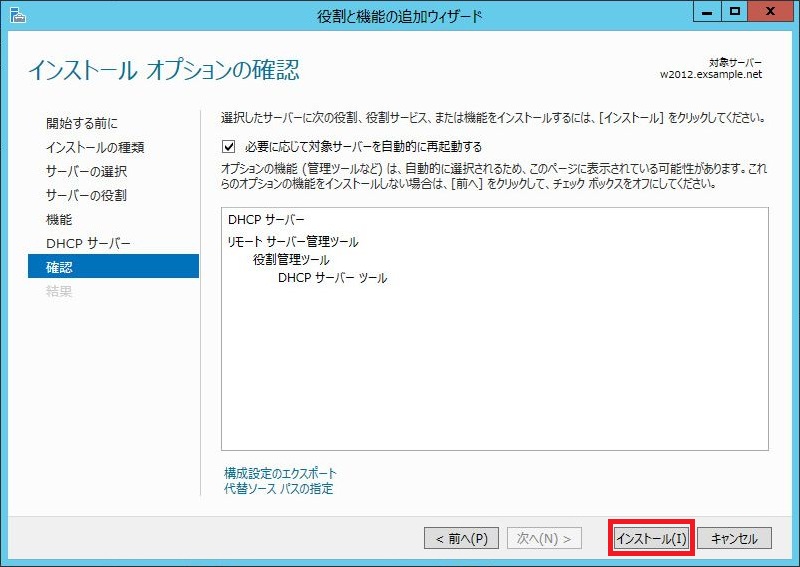 役割と機能の追加ウィザード
インストール オプションの確認
対象サーバー
w2012.exsample.net
開始する前に
インストールの種類
サーバーの選択
サーバーの役割
機能
DHCP サーバー
確認
結果
選択したサーバーに次の役割、役割サービス、または機能をインストールするには、[インストール] をクリックしてください。
必要に応じて対象サーバーを自動的に再起動する
オプションの機能 (管理ツールなど) は、自動的に選択されるため、このページに表示されている可能性があります。これ
らのオプションの機能をインストールしない場合は、[前へ] をクリックして、チェック ボックスをオフにしてください。
DHCP サーバー
リモート サーバー管理ツール
役割管理ツール
DHCP サーバー ツール
構成設定のエクスポート
代替ソース パスの指定
< 前へ(P)
次へ(N) >
インストール(I)
キャンセル